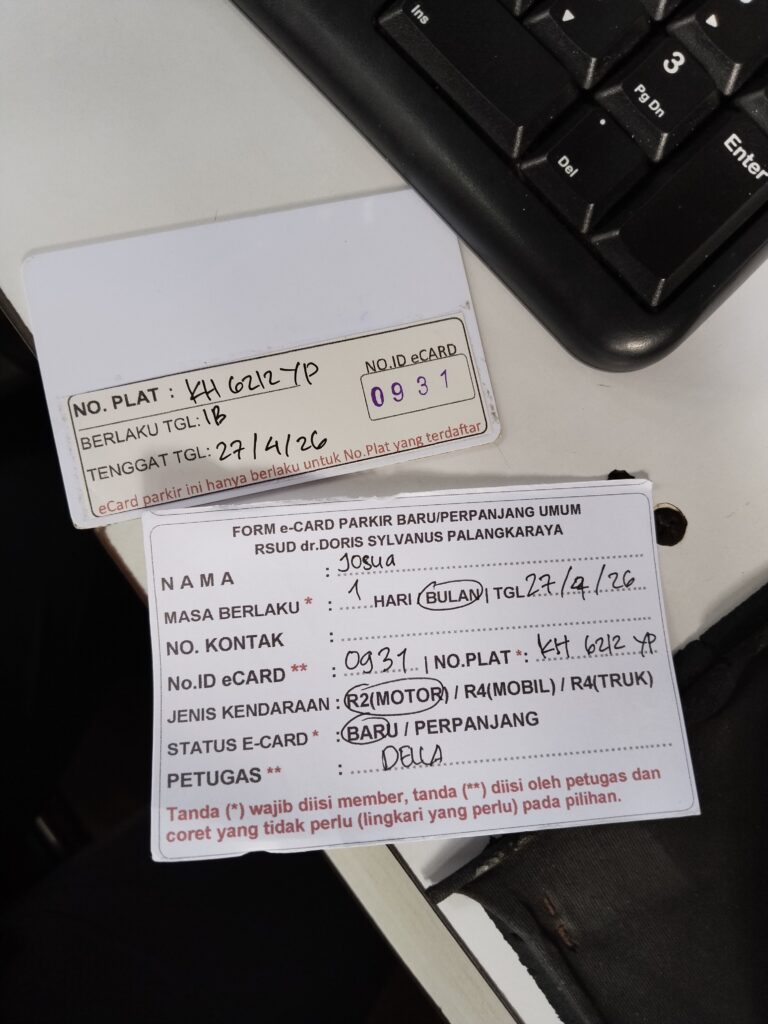 Ins
3
Pg Dn
.
Del
Enter
NO. PLAT : KH 6212 YP
NO.ID eCARD
0931
BERLAKU TGL: 1B
TENGGAT TGL: 27/4/26
eCard parkir ini hanya berlaku untuk No.Plat yang terdaftar
FORM e-CARD PARKIR BARU/PERPANJANG UMUM
RSUD dr.DORIS SYLVANUS PALANGKARAYA
NAMA : Josua
MASA BERLAKU * : 1 HARI BULAN | TGL 27/4/26
NO. KONTAK :
No.ID eCARD ** : 0931 | NO.PLAT *: KH 6212 YP
JENIS KENDARAAN : R2(MOTOR) / R4(MOBIL) / R4(TRUK)
STATUS E-CARD * : BARU / PERPANJANG
PETUGAS ** : DELLA
Tanda (*) wajib diisi member, tanda (**) diisi oleh petugas dan
coret yang tidak perlu (lingkari yang perlu) pada pilihan.